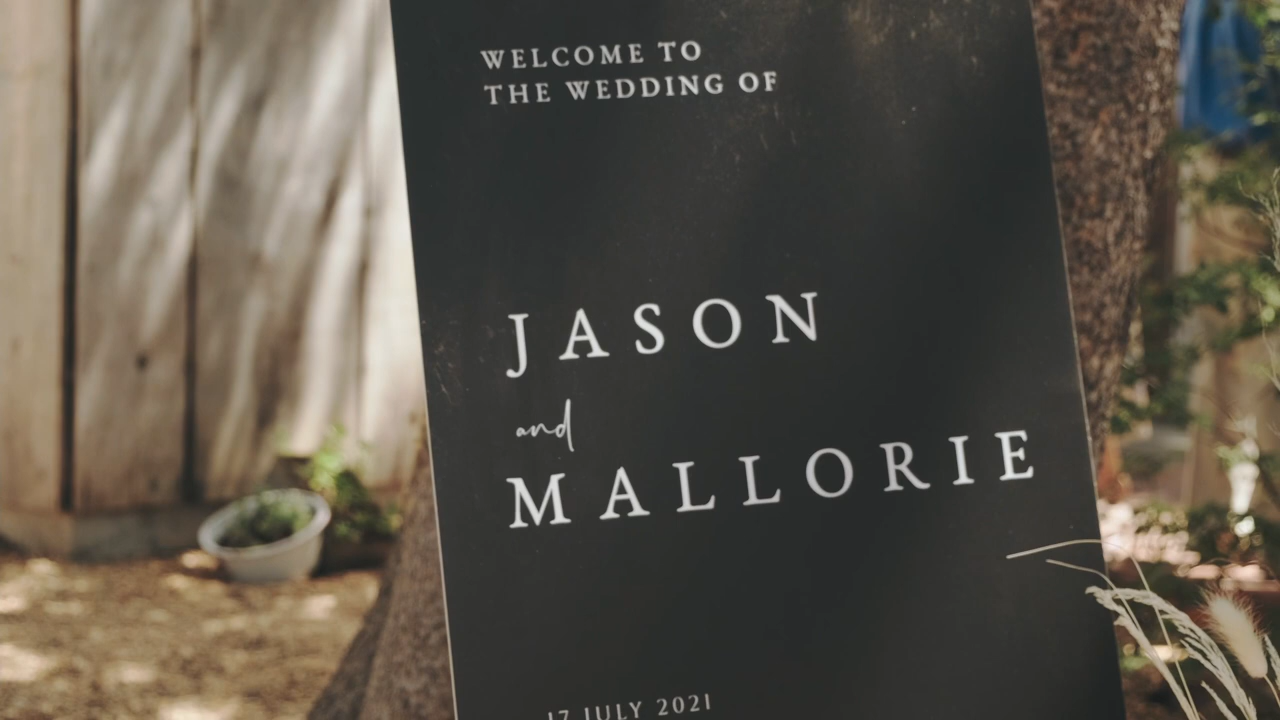 WELCOME TO
THE WEDDING OF
JASON
and
MALLORIE
17 JULY 2021